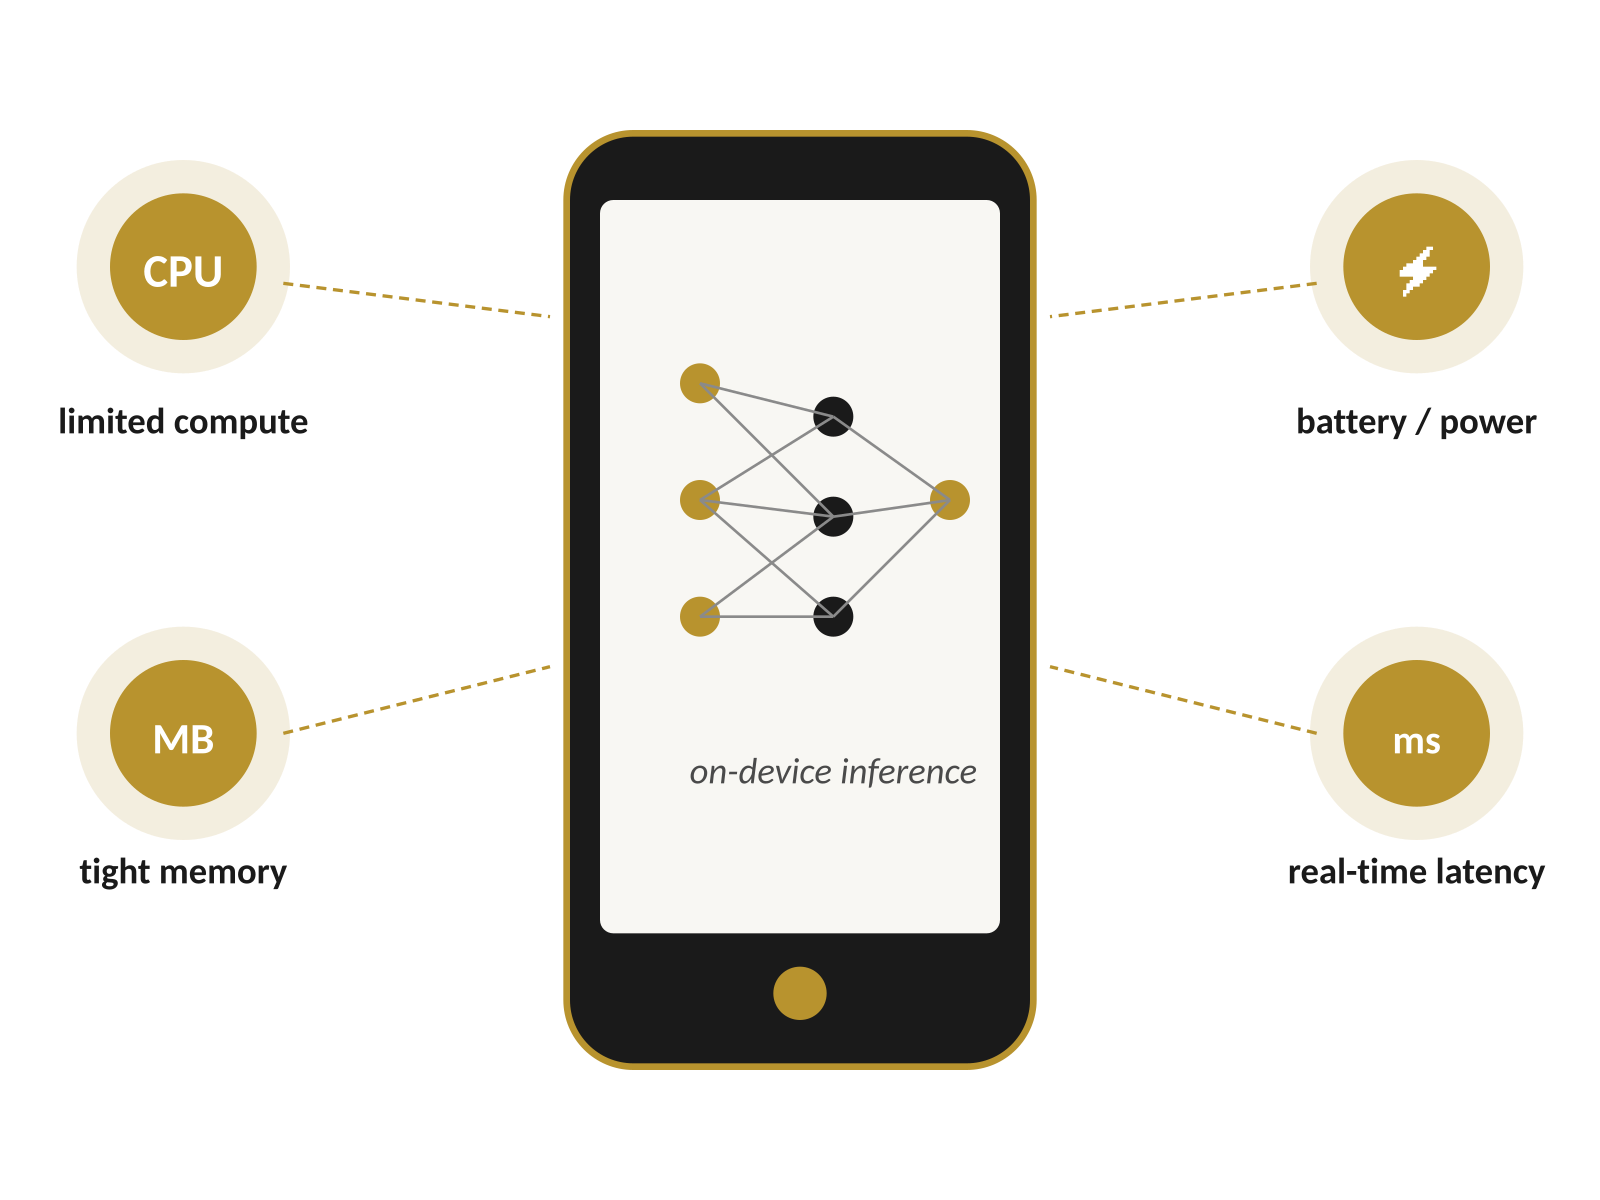 CPU
limited compute
battery / power
MB
tight memory
on-device inference
ms
real-time latency